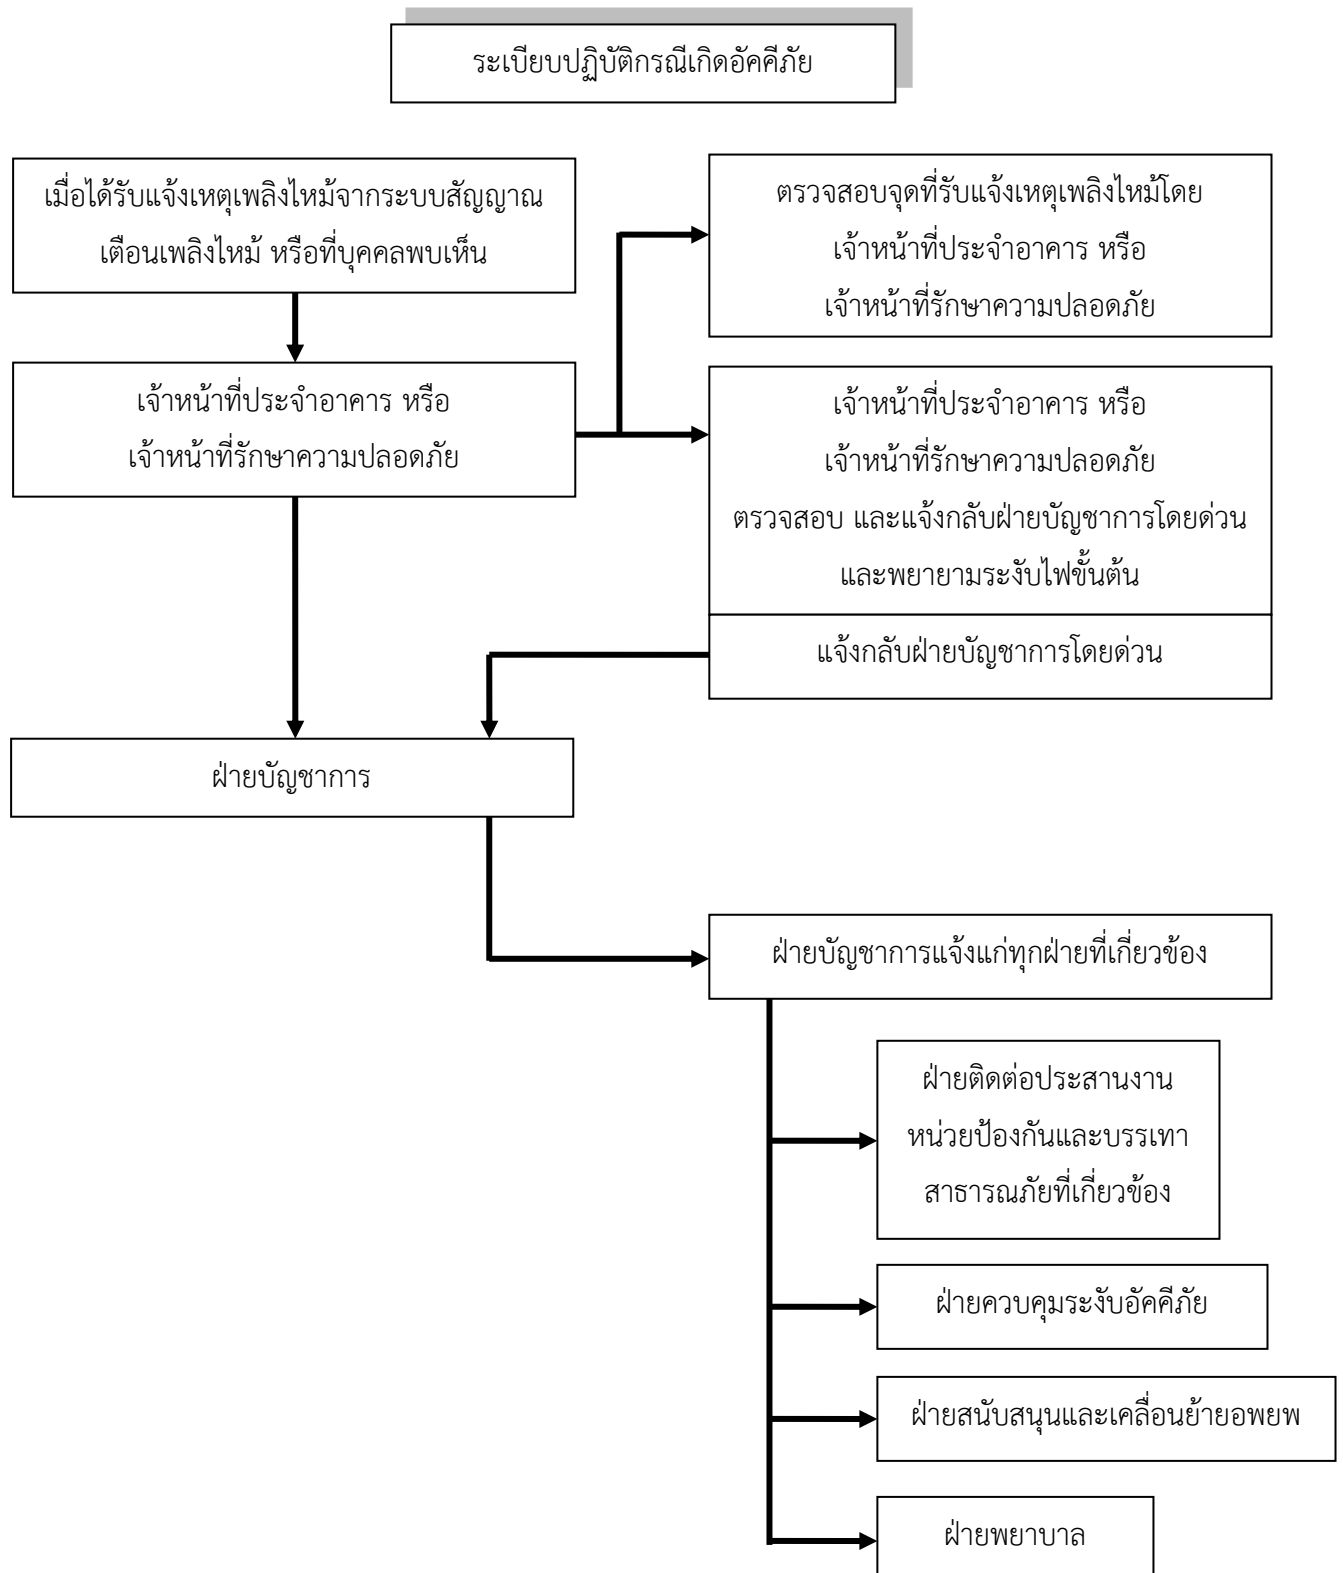 ระเบียบปฏิบัติกรณีเกิดอัคคีภัย
เมื่อได้รับแจ้งเหตุเพลิงไหม้จากระบบสัญญาณ
เตือนเพลิงไหม้ หรือที่บุคคลพบเห็น
ตรวจสอบจุดที่รับแจ้งเหตุเพลิงไหม้โดย
เจ้าหน้าที่ประจำอาคาร หรือ
เจ้าหน้าที่รักษาความปลอดภัย
เจ้าหน้าที่ประจำอาคาร หรือ
เจ้าหน้าที่รักษาความปลอดภัย
เจ้าหน้าที่ประจำอาคาร หรือ
เจ้าหน้าที่รักษาความปลอดภัย
ตรวจสอบ และแจ้งกลับฝ่ายบัญชาการโดยด่วน
และพยายามระงับไฟขั้นต้น
แจ้งกลับฝ่ายบัญชาการโดยด่วน
ฝ่ายบัญชาการ
ฝ่ายบัญชาการแจ้งแก่ทุกฝ่ายที่เกี่ยวข้อง
ฝ่ายติดต่อประสานงาน
หน่วยป้องกันและบรรเทา
สาธารณภัยที่เกี่ยวข้อง
ฝ่ายควบคุมระงับอัคคีภัย
ฝ่ายสนับสนุนและเคลื่อนย้ายอพยพ
ฝ่ายพยาบาล